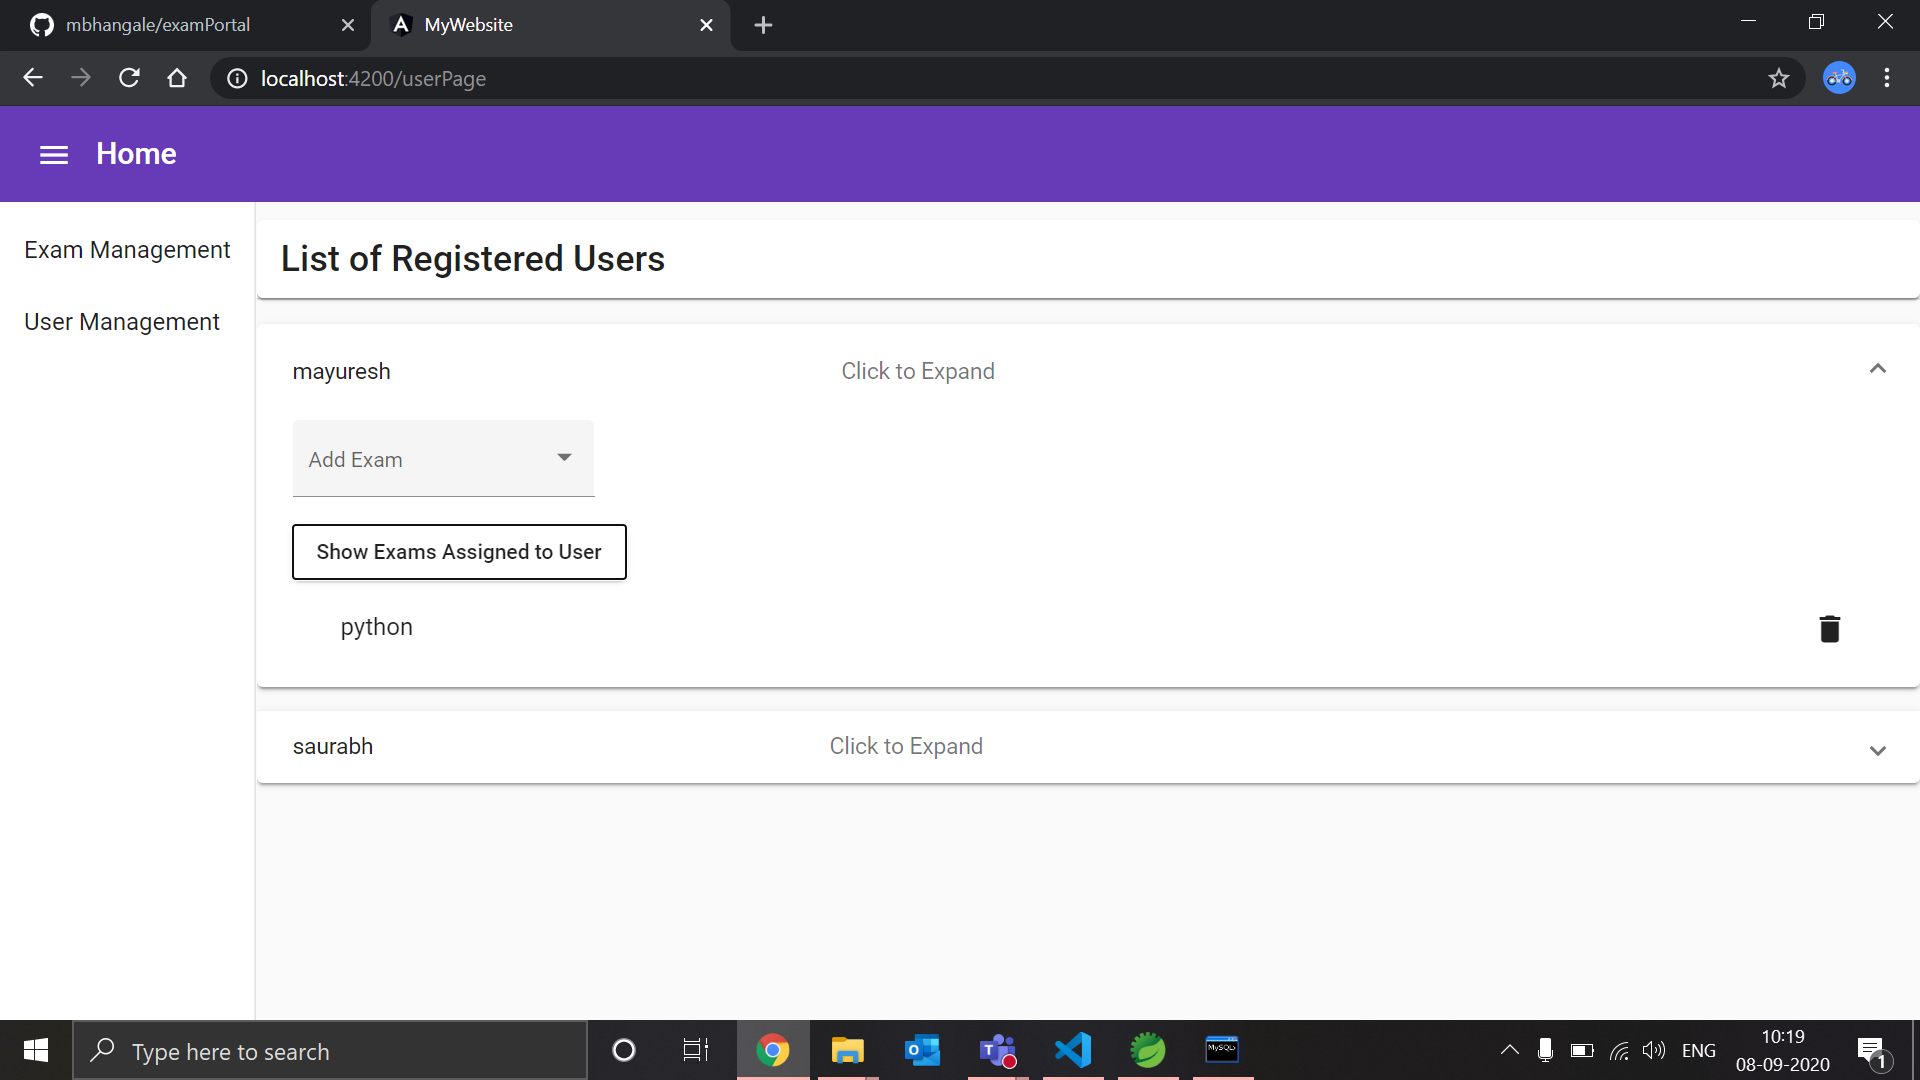 mbhangale/examPortal
MyWebsite
localhost:4200/userPage
Home
Exam Management
User Management
List of Registered Users
mayuresh Click to Expand
Add Exam
Show Exams Assigned to User
python
saurabh Click to Expand
Type here to search
MySQL>
ENG
10:19
08-09-2020
1